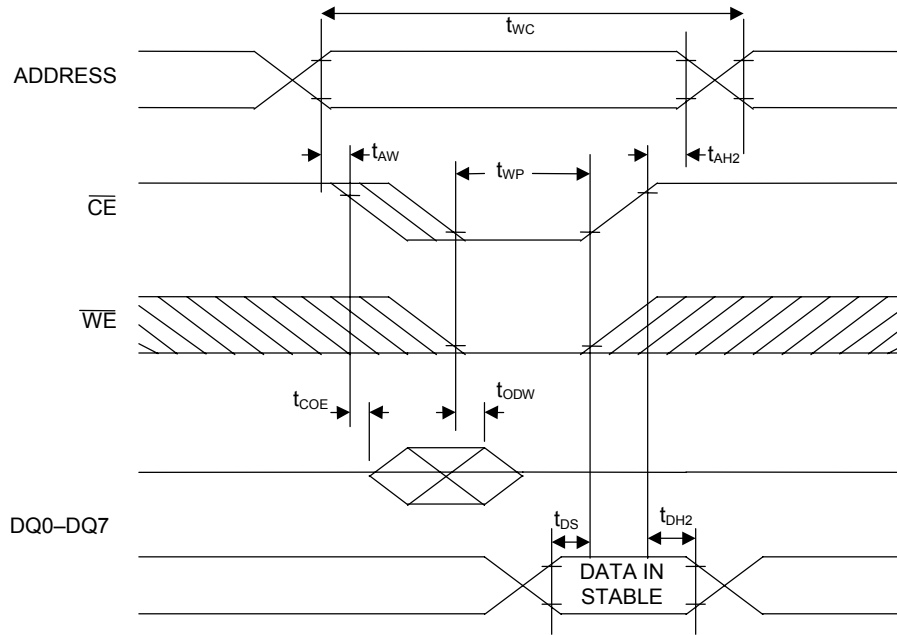 tWC
ADDRESS
tAW
tWP
tAH2
CE
WE
tCOE
tODW
DQ0–DQ7
tDS
tDH2
DATA IN
STABLE